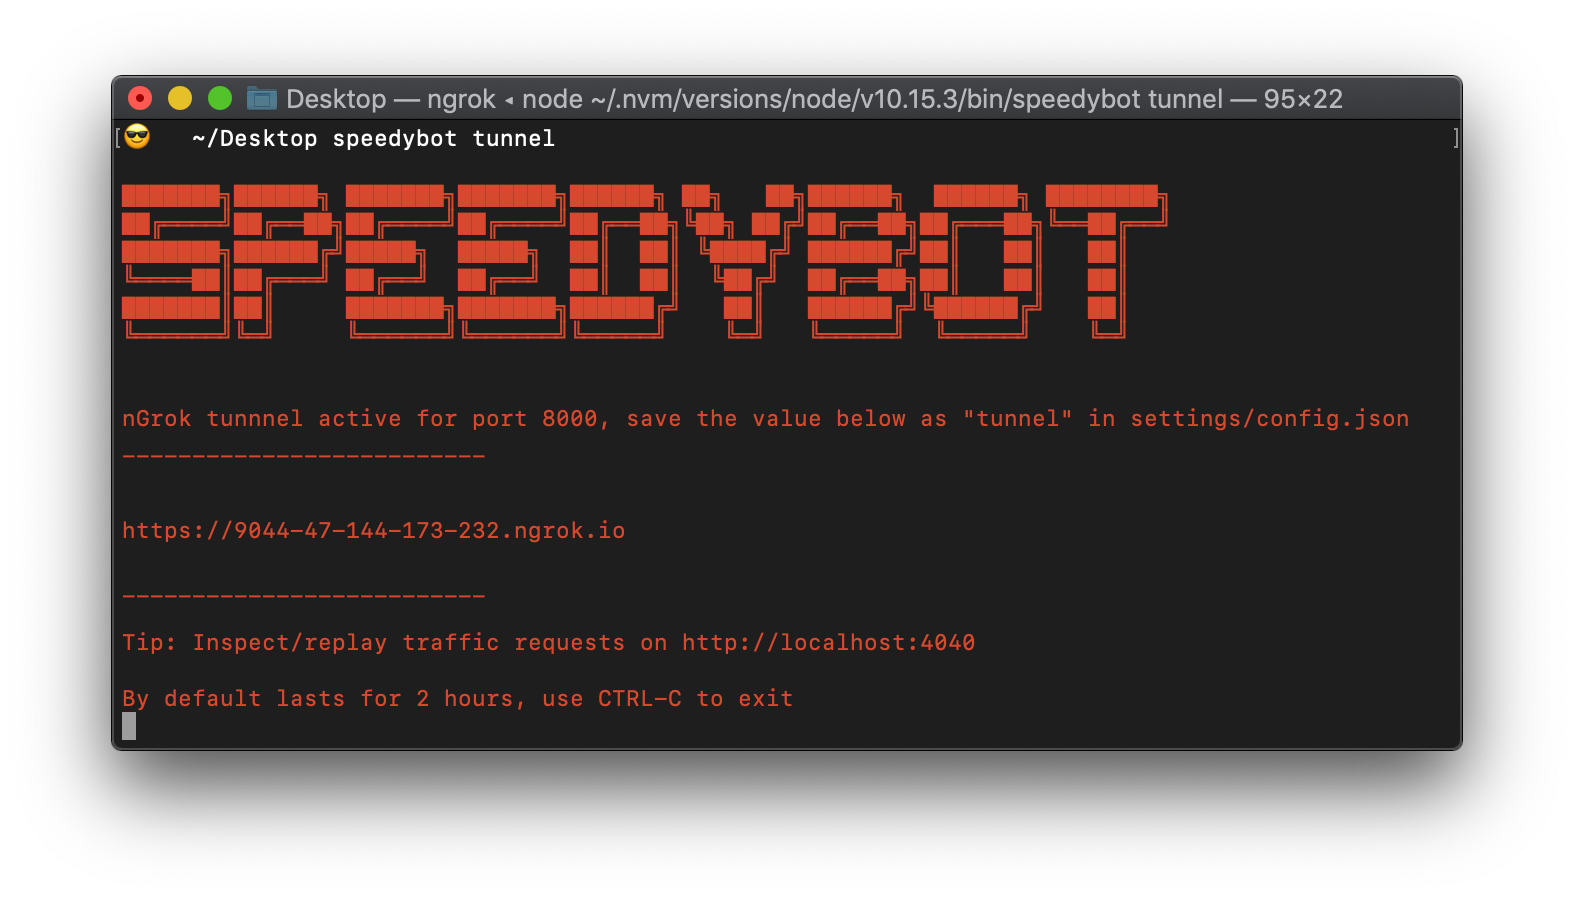 Desktop — ngrok ◂ node ~/.nvm/versions/node/v10.15.3/bin/speedybot tunnel — 95×22
[😎   ~/Desktop speedybot tunnel ]
SPEEDYBOT
nGrok tunnnel active for port 8000, save the value below as "tunnel" in settings/config.json
--------------------------
https://9044-47-144-173-232.ngrok.io
--------------------------
Tip: Inspect/replay traffic requests on http://localhost:4040
By default lasts for 2 hours, use CTRL-C to exit